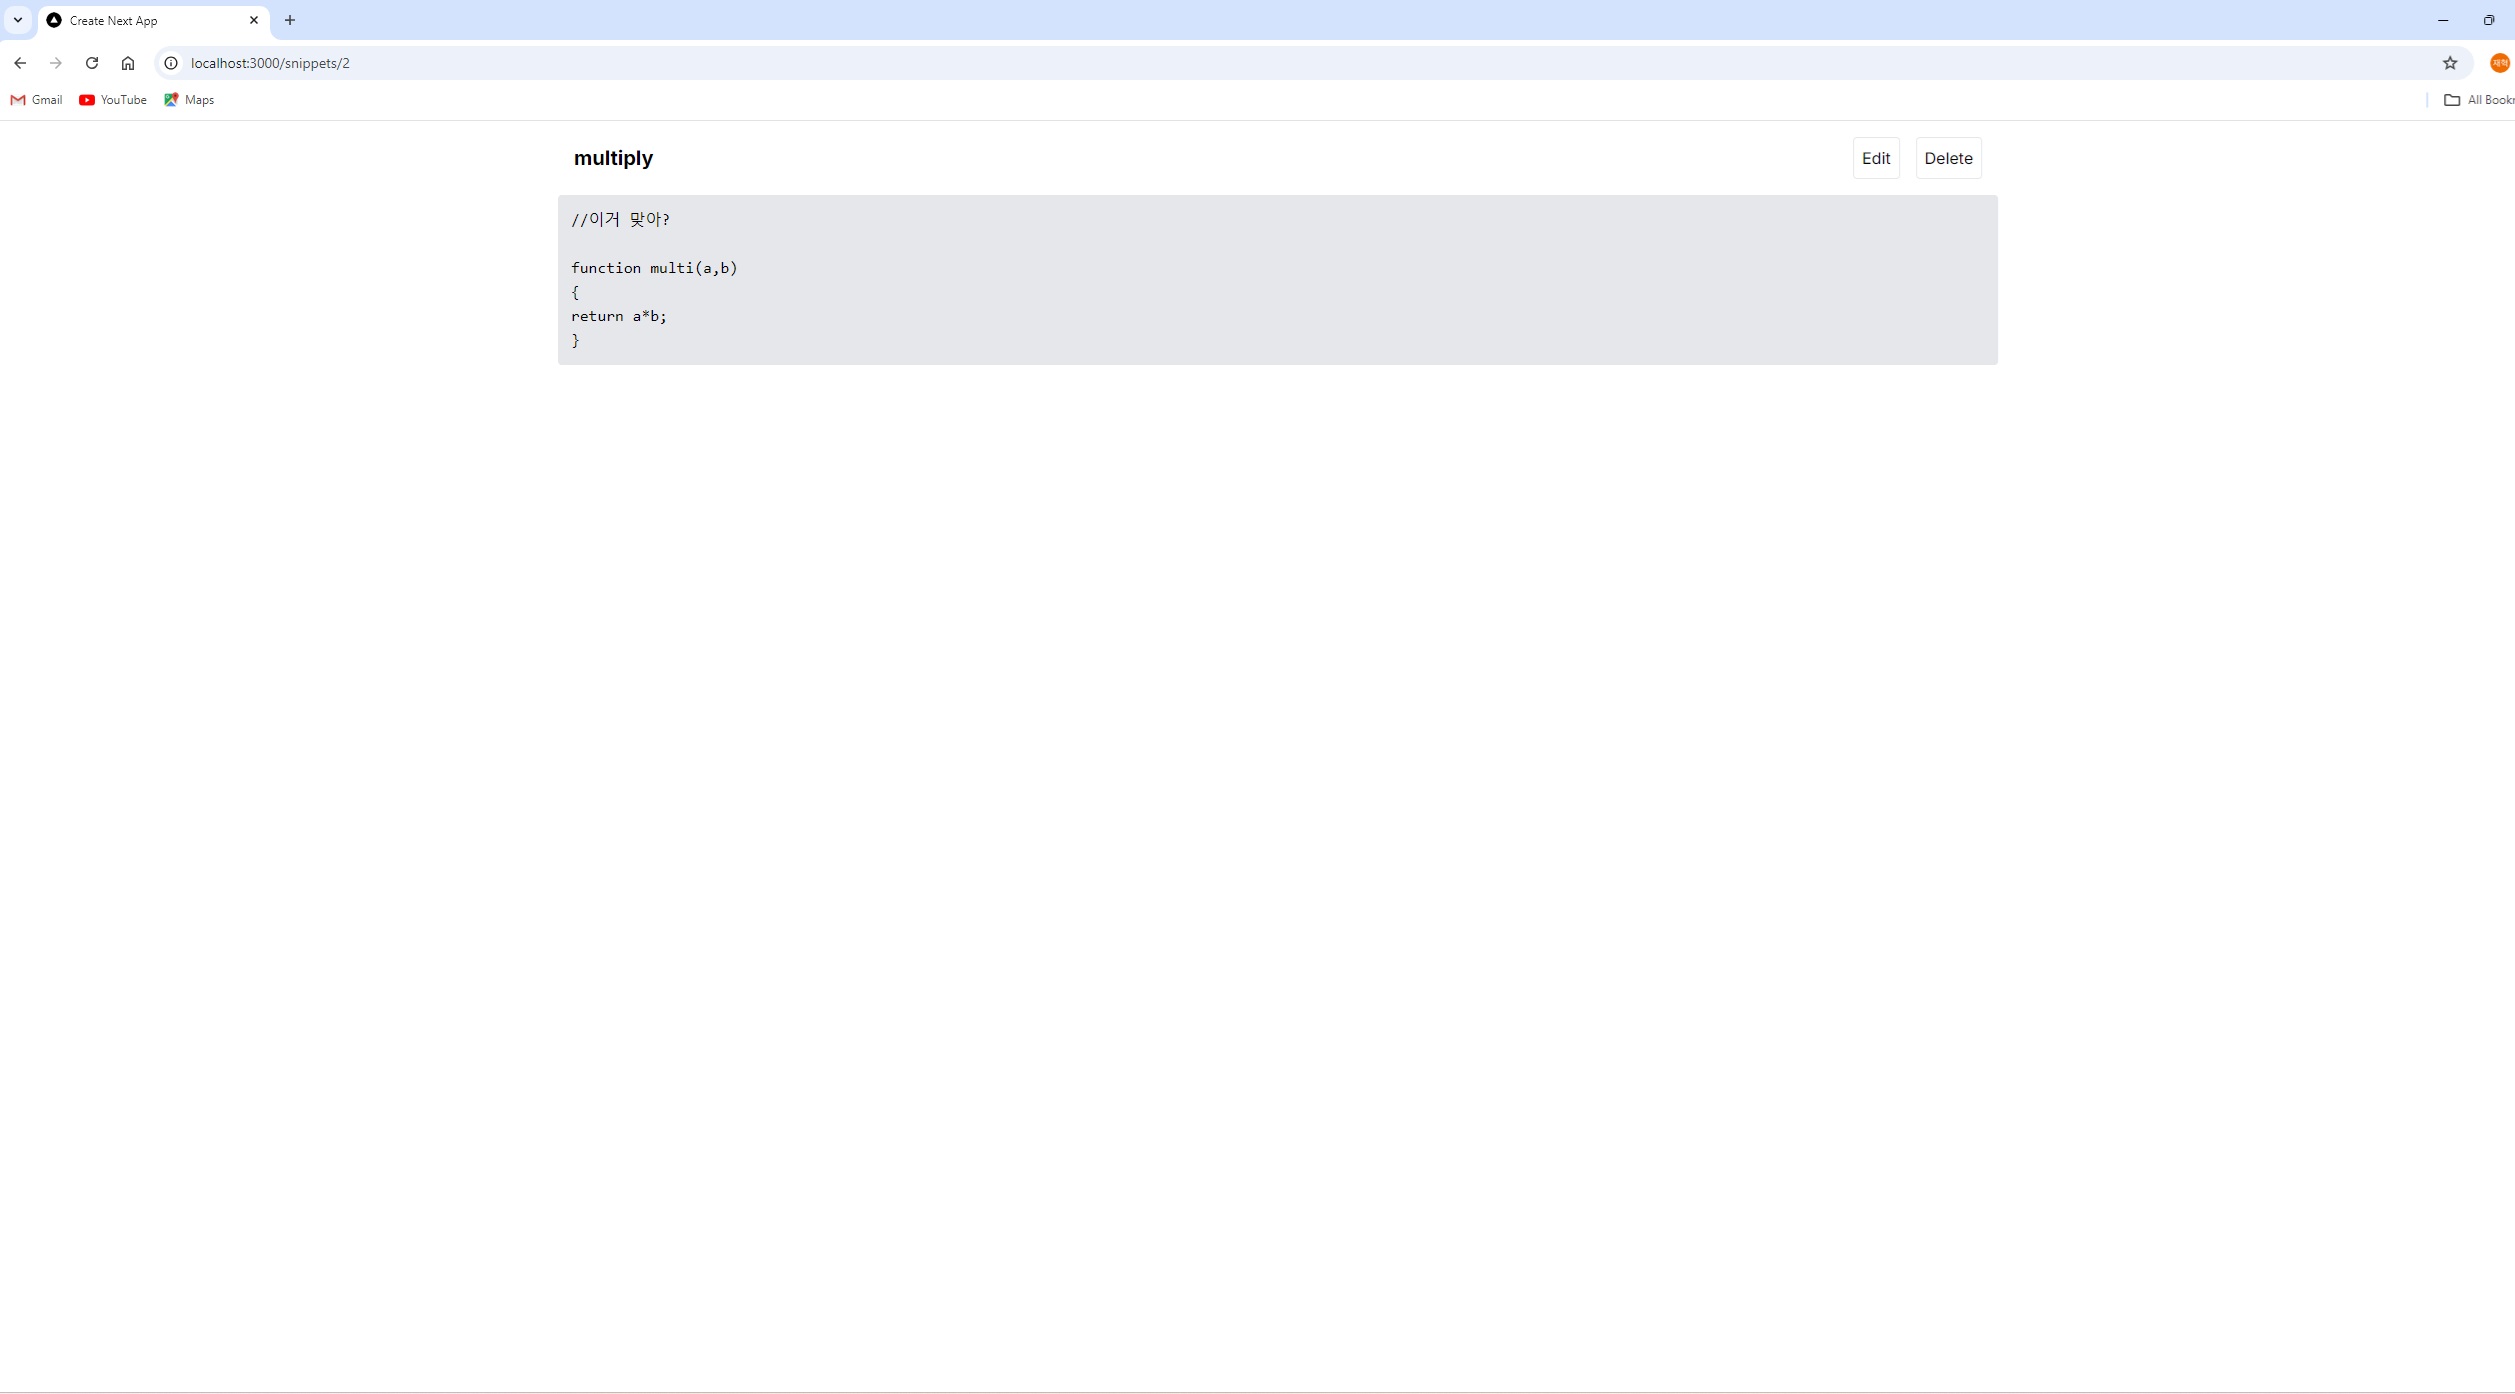 Create Next App
localhost:3000/snippets/2
Gmail YouTube Maps All Book
multiply Edit Delete
//이거 맞아?
function multi(a,b)
{
return a*b;
}